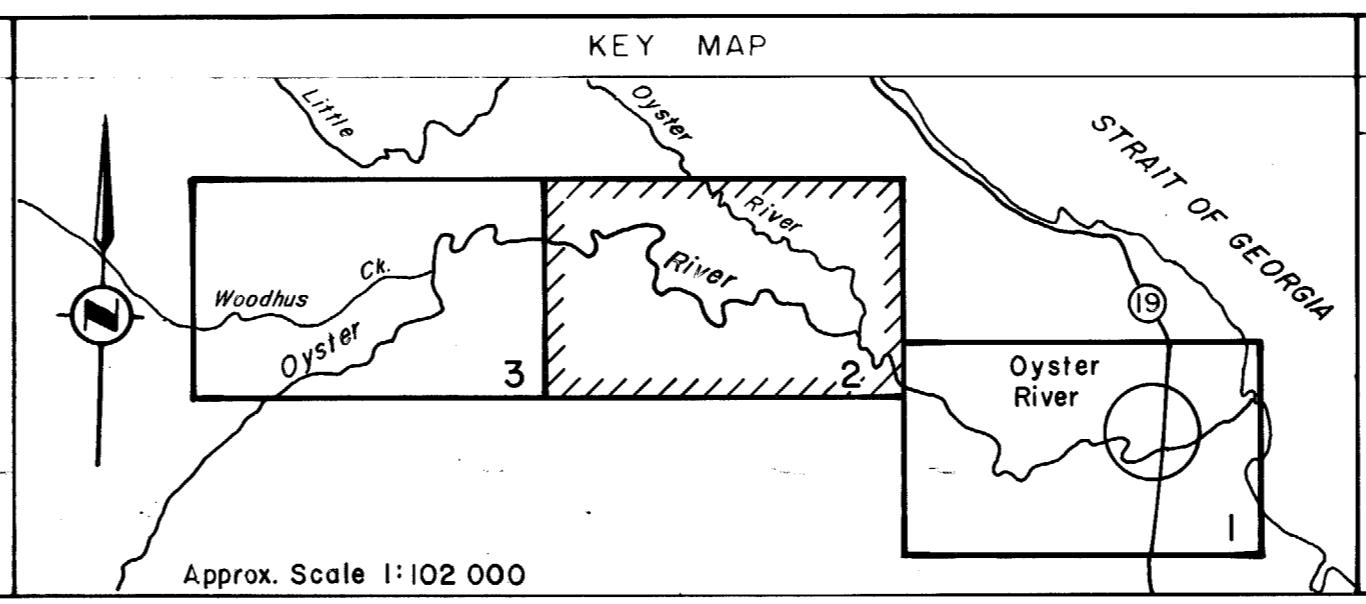 KEY MAP
Little
Oyster
River
STRAIT OF GEORGIA
River
Ck.
Woodhus
Oyster
19
3
2
Oyster
River
1
N
Approx. Scale 1:102 000